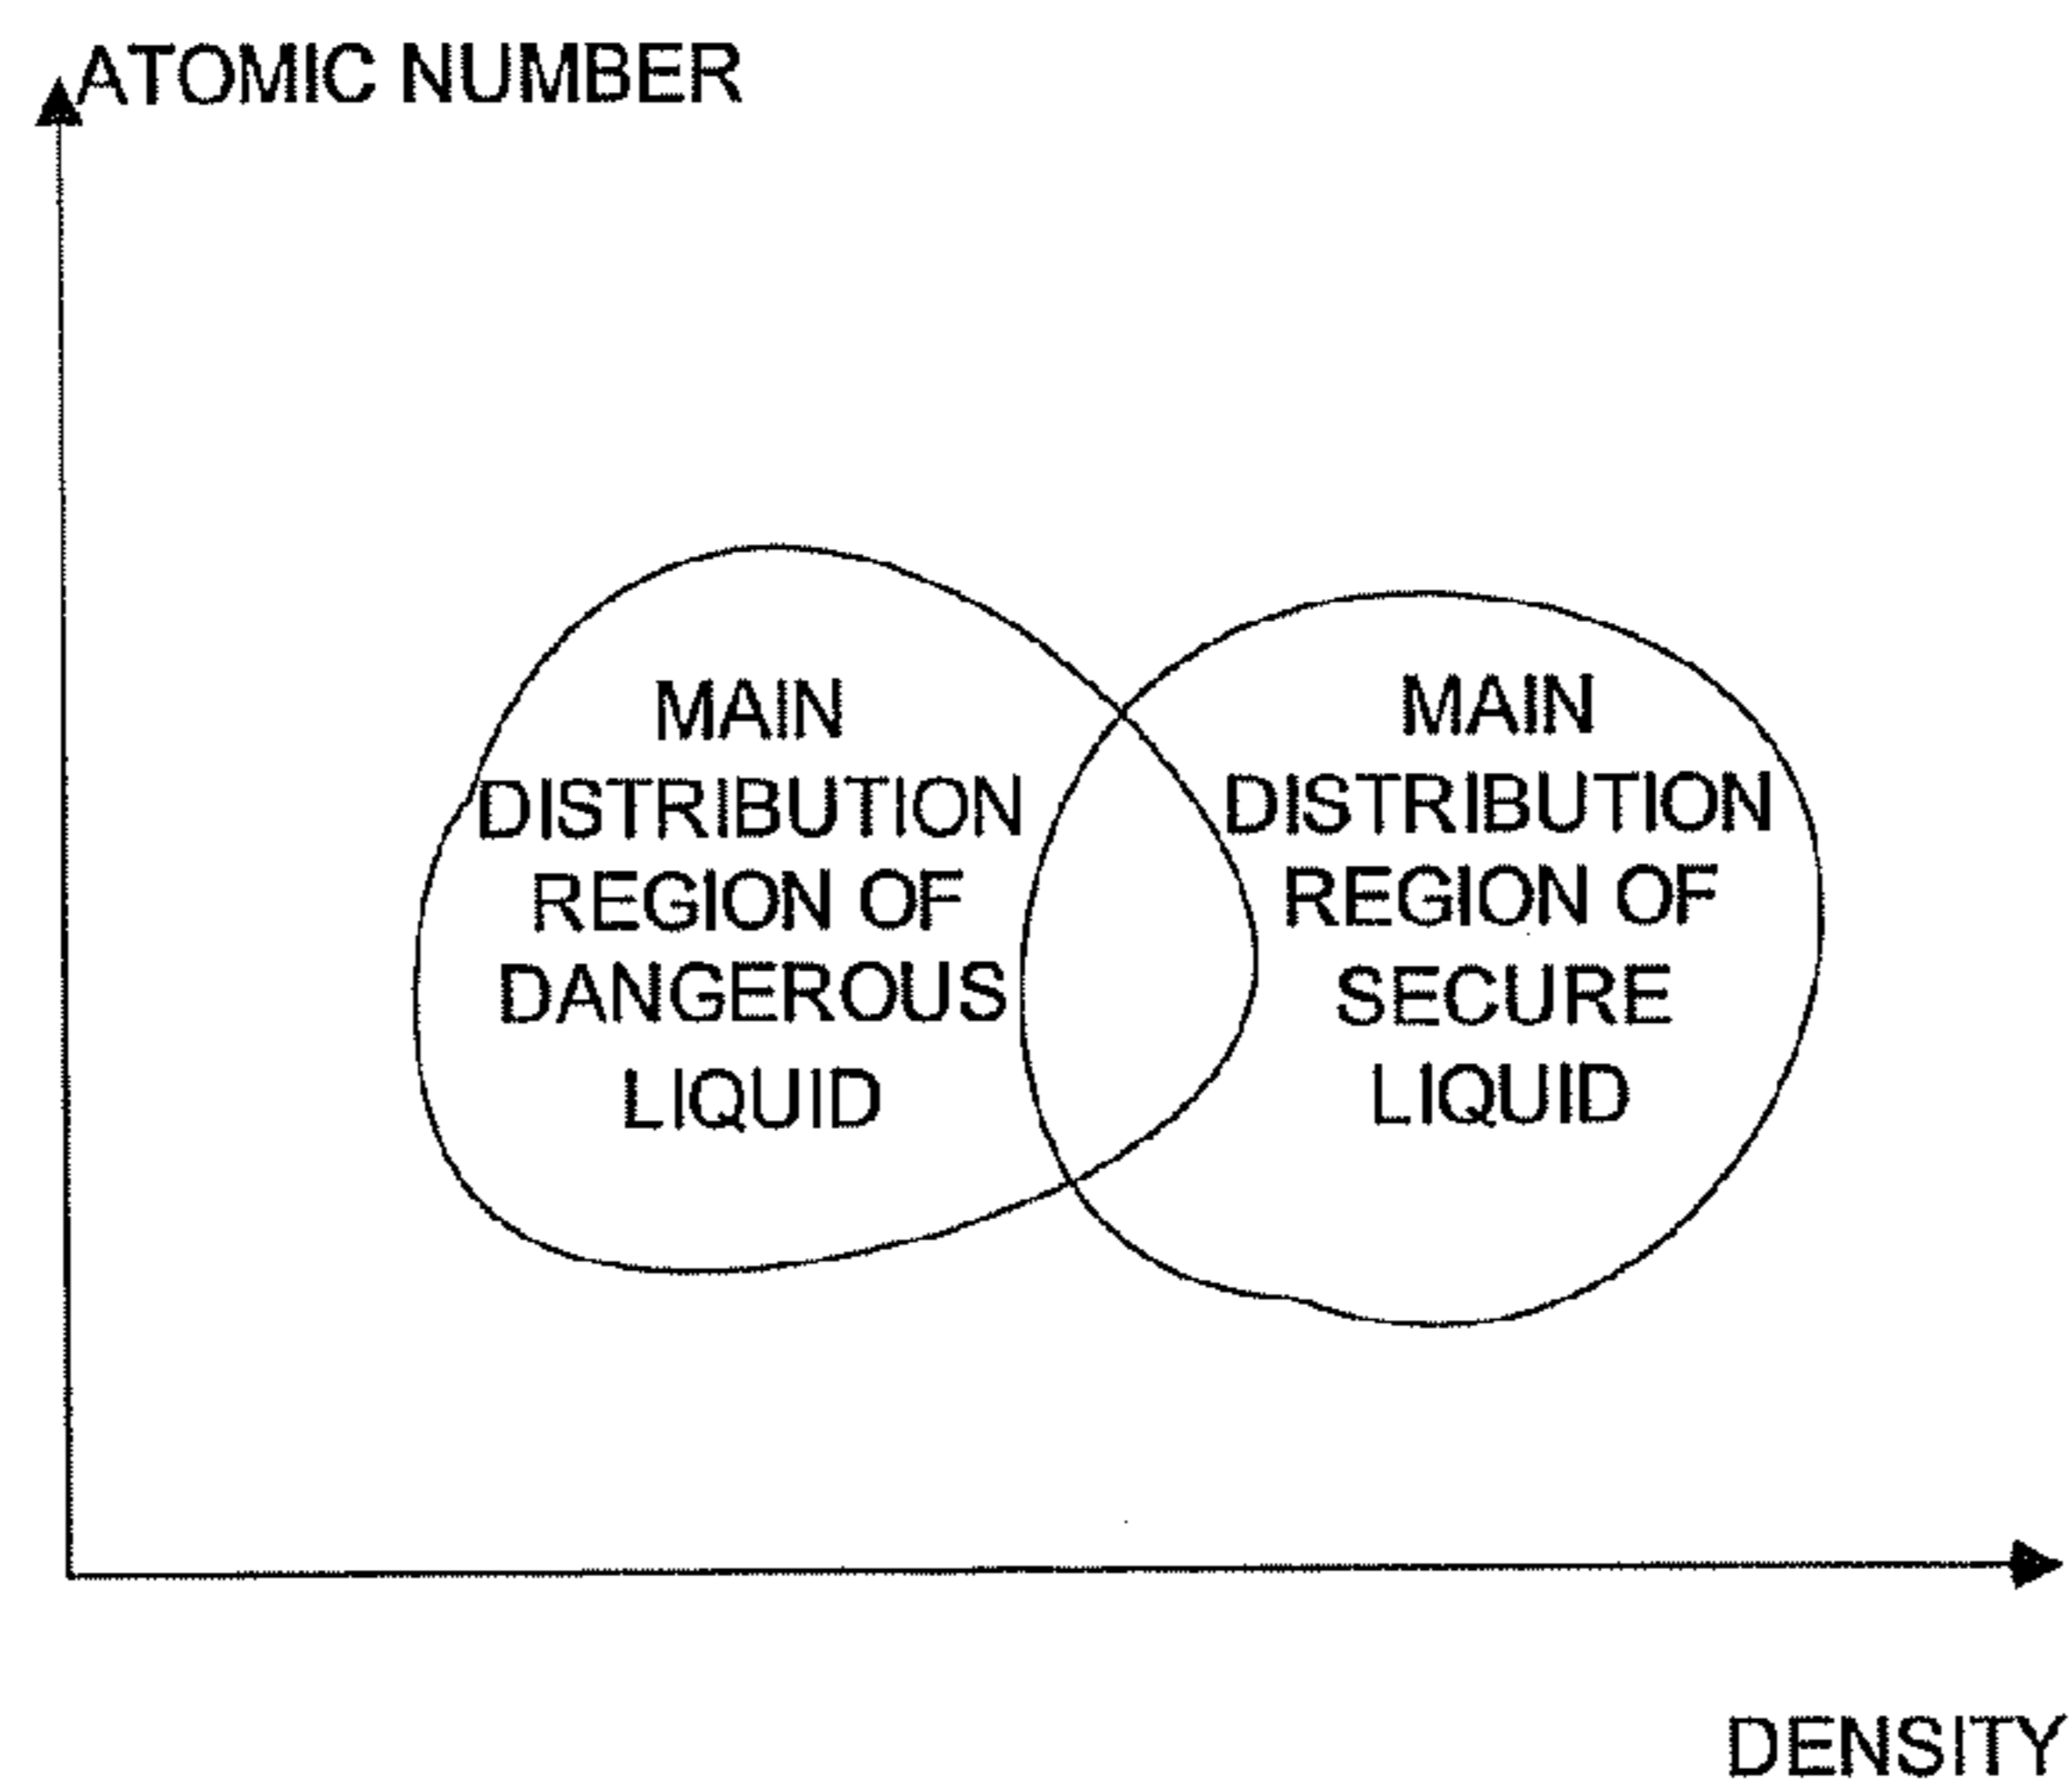 ATOMIC NUMBER
MAIN
DISTRIBUTION
REGION OF
DANGEROUS
LIQUID
MAIN
DISTRIBUTION
REGION OF
SECURE
LIQUID
DENSITY